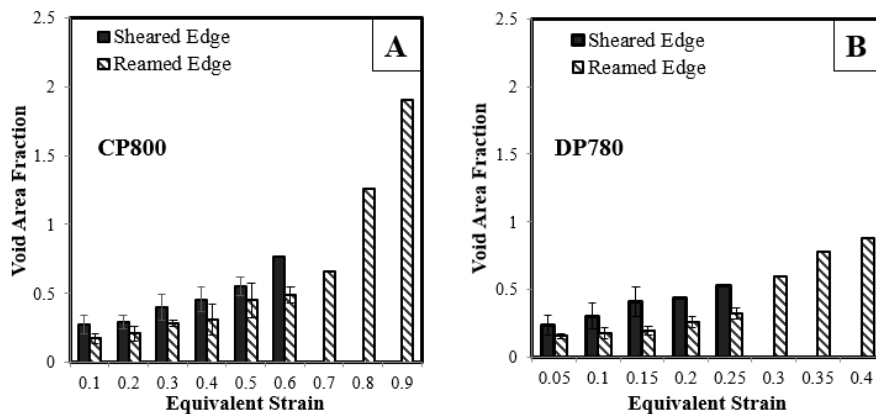 2.5
Sheared Edge
Reamed Edge
A
2
CP800
1.5
1
0.5
0
Void Area Fraction
0.1 0.2 0.3 0.4 0.5 0.6 0.7 0.8 0.9
Equivalent Strain
2.5
Sheared Edge
Reamed Edge
B
2
DP780
1.5
1
0.5
0
Void Area Fraction
0.05 0.1 0.15 0.2 0.25 0.3 0.35 0.4
Equivalent Strain